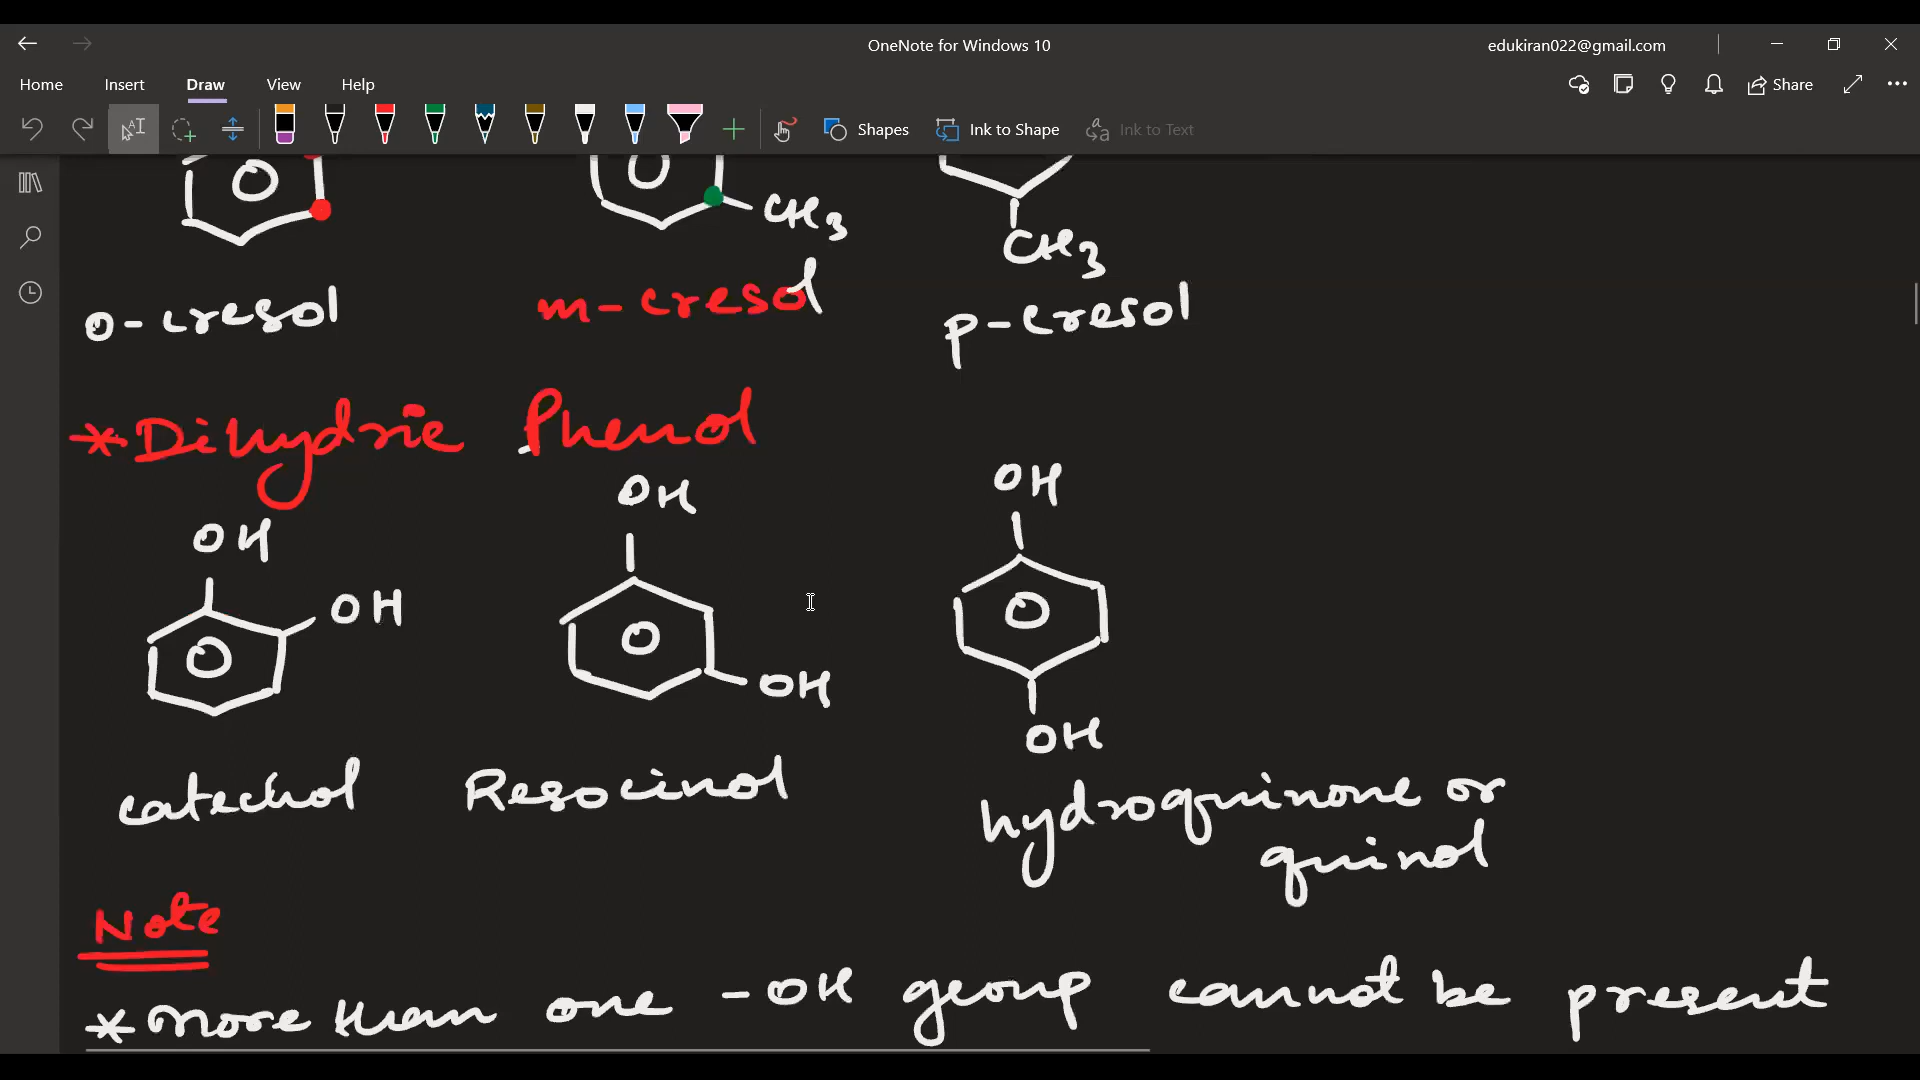 OneNote for Windows 10
edukiran022@gmail.com
Home Insert Draw View Help
Share
Shapes
Ink to Shape
Ink to Text
CH3
CH3
o-cresol
m-cresol
p-cresol
*Dihydric Phenol
OH
OH
OH
OH
OH
OH
catechol
Resocinol
hydroquinone or
quinol
Note
* more than one -OH group cannot be present